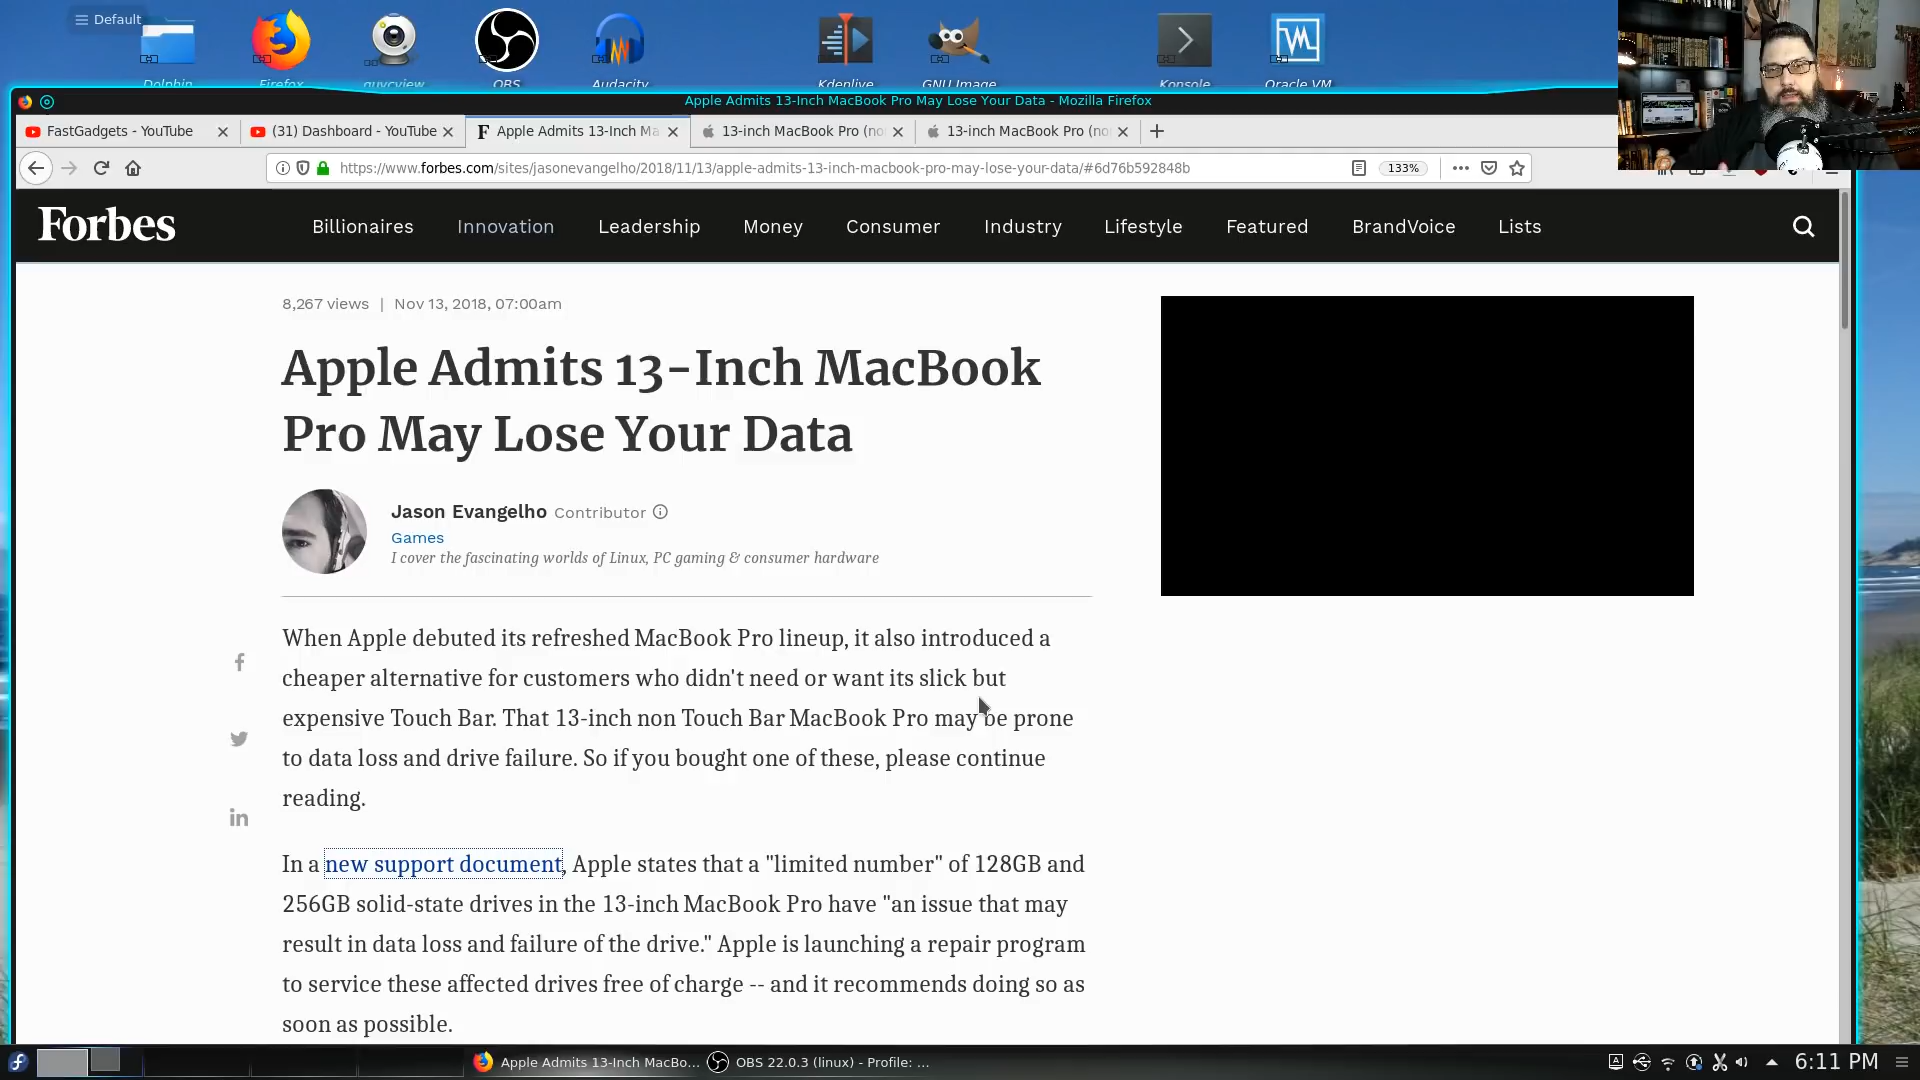 Default
Dolphin
Firefox
guvcview
OBS
Audacity
Kdenlive
GNU Image
Konsole
Oracle VM
Apple Admits 13-Inch MacBook Pro May Lose Your Data - Mozilla Firefox
FastGadgets - YouTube
(31) Dashboard - YouTube
Apple Admits 13-Inch Ma
13-inch MacBook Pro (no
13-inch MacBook Pro (no
https://www.forbes.com/sites/jasonevangelho/2018/11/13/apple-admits-13-inch-macbook-pro-may-lose-your-data/#6d76b592848b
133%
Forbes
Billionaires
Innovation
Leadership
Money
Consumer
Industry
Lifestyle
Featured
BrandVoice
Lists
8,267 views | Nov 13, 2018, 07:00am
Apple Admits 13-Inch MacBook
Pro May Lose Your Data
Jason Evangelho Contributor
Games
I cover the fascinating worlds of Linux, PC gaming & consumer hardware
When Apple debuted its refreshed MacBook Pro lineup, it also introduced a
cheaper alternative for customers who didn't need or want its slick but
expensive Touch Bar. That 13-inch non Touch Bar MacBook Pro may be prone
to data loss and drive failure. So if you bought one of these, please continue
reading.
In a new support document, Apple states that a "limited number" of 128GB and
256GB solid-state drives in the 13-inch MacBook Pro have "an issue that may
result in data loss and failure of the drive." Apple is launching a repair program
to service these affected drives free of charge -- and it recommends doing so as
soon as possible.
Apple Admits 13-Inch MacBo...
OBS 22.0.3 (linux) - Profile: ...
6:11 PM